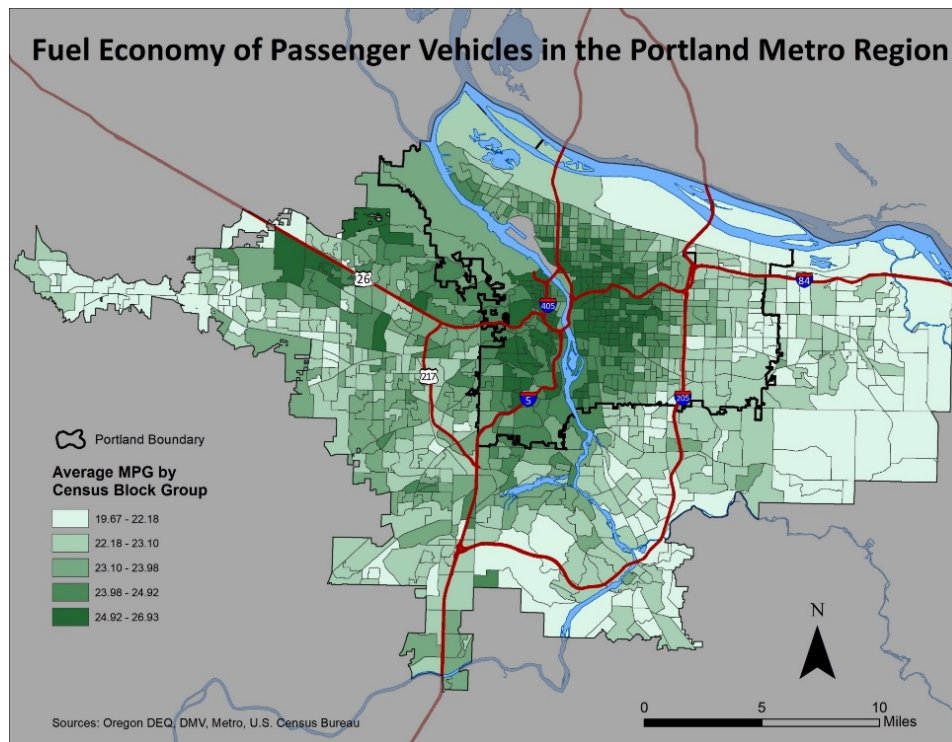 Fuel Economy of Passenger Vehicles in the Portland Metro Region
26
84
405
217
5
205
Portland Boundary
Average MPG by
Census Block Group
19.67 - 22.18
22.18 - 23.10
23.10 - 23.98
23.98 - 24.92
24.92 - 26.93
N
Sources: Oregon DEQ, DMV, Metro, U.S. Census Bureau
0 5 10
Miles